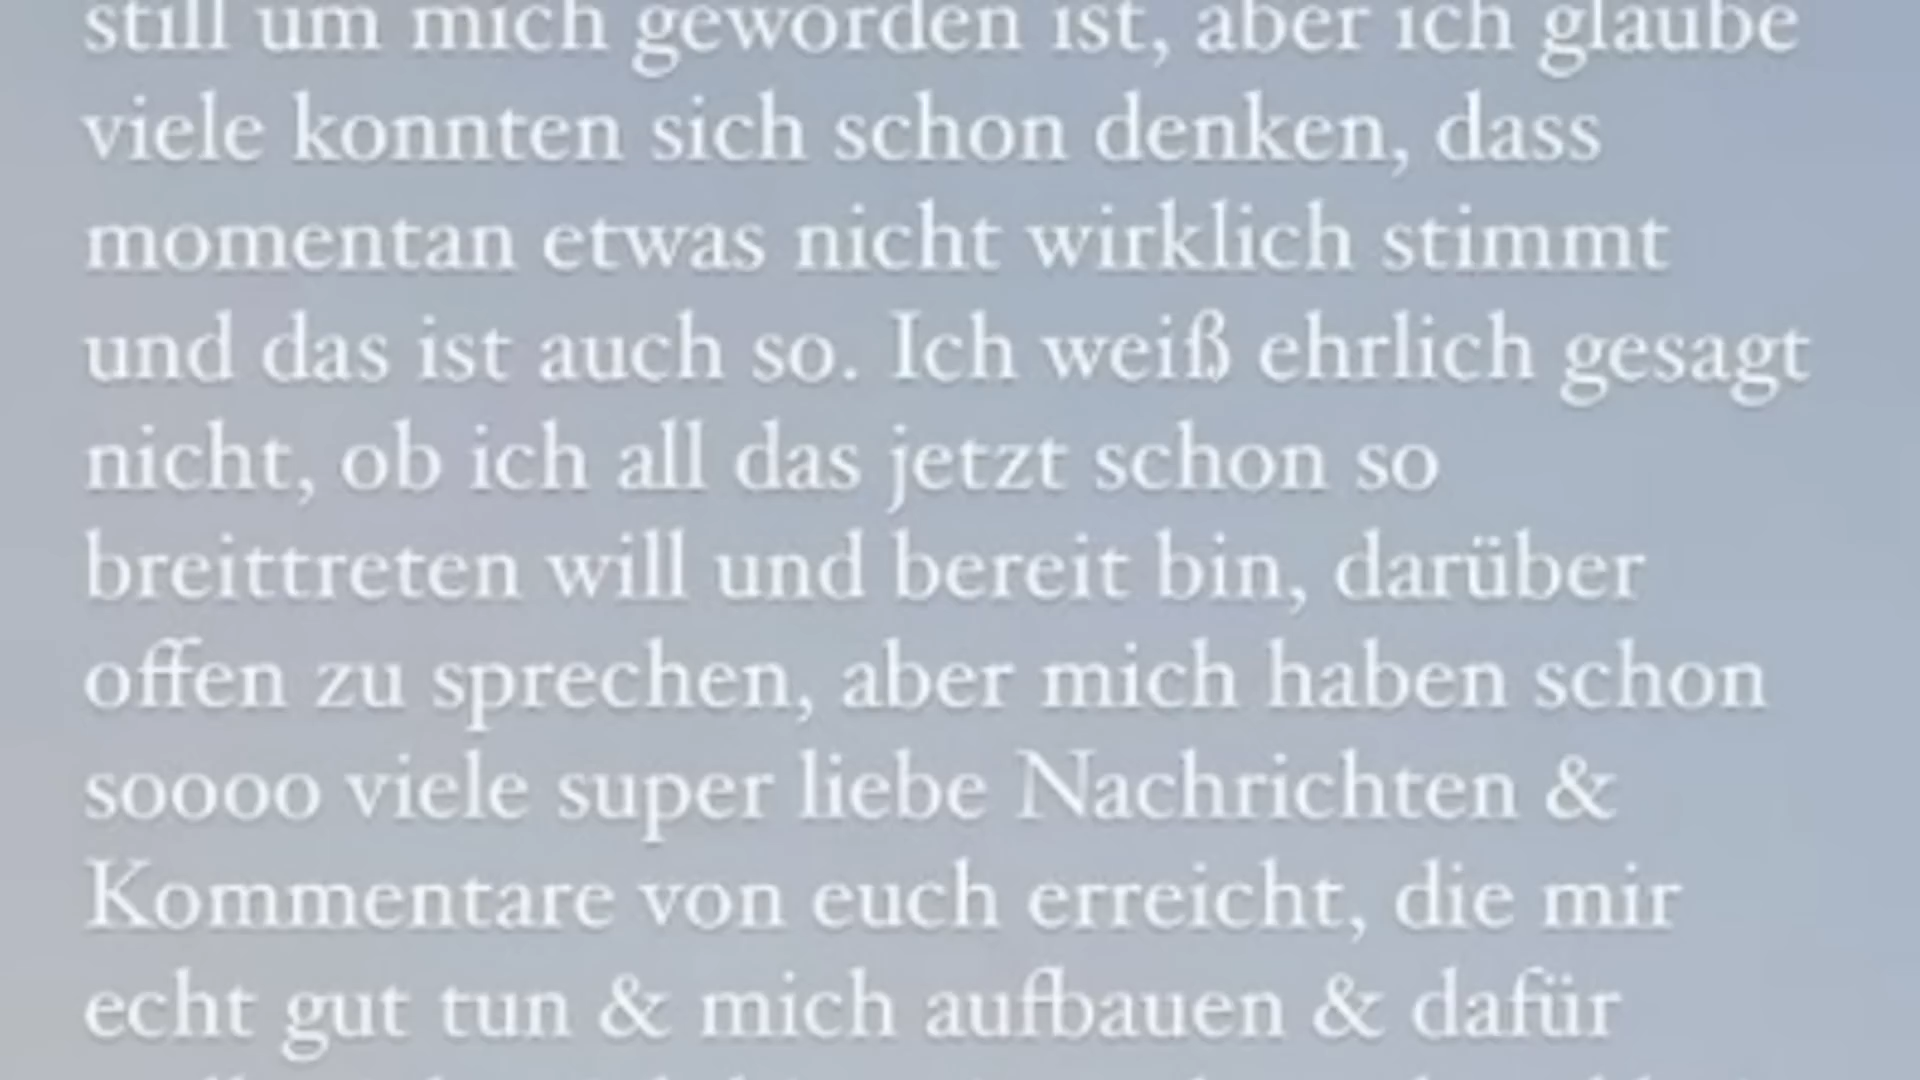 still um mich geworden ist, aber ich glaube
viele konnten sich schon denken, dass
momentan etwas nicht wirklich stimmt
und das ist auch so. Ich weiß ehrlich gesagt
nicht, ob ich all das jetzt schon so
breittreten will und bereit bin, darüber
offen zu sprechen, aber mich haben schon
soooo viele super liebe Nachrichten &
Kommentare von euch erreicht, die mir
echt gut tun & mich aufbauen & dafür